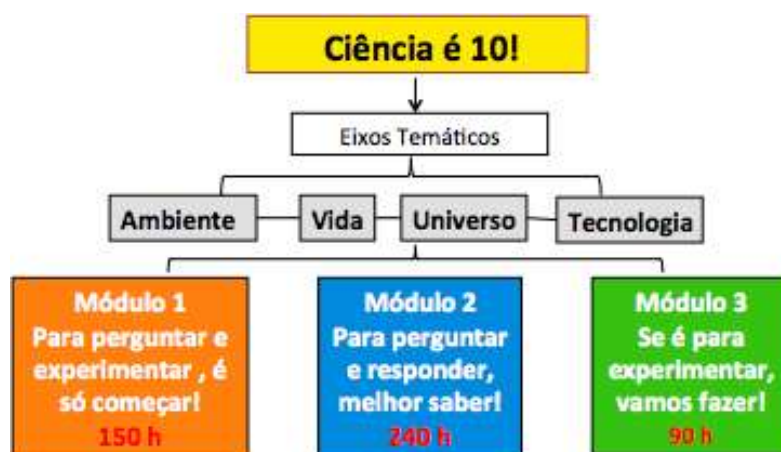 Ciência é 10!
Eixos Temáticos
Ambiente
Vida
Universo
Tecnologia
Módulo 1
Para perguntar e
experimentar , é
só começar!
150 h
Módulo 2
Para perguntar
e responder,
melhor saber!
240 h
Módulo 3
Se é para
experimentar,
vamos fazer!
90 h